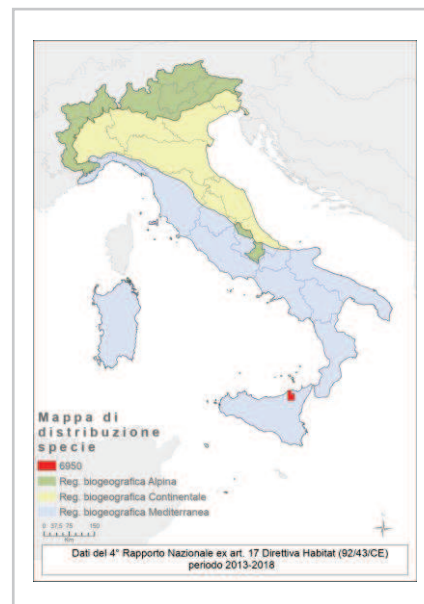 Mappa di
distribuzione
specie
6950
Reg. biogeografica Alpina
Reg. biogeografica Continentale
Reg. biogeografica Mediterranea
0 37,5 75 150
Km
Dati del 4° Rapporto Nazionale ex art. 17 Direttiva Habitat (92/43/CE)
periodo 2013-2018